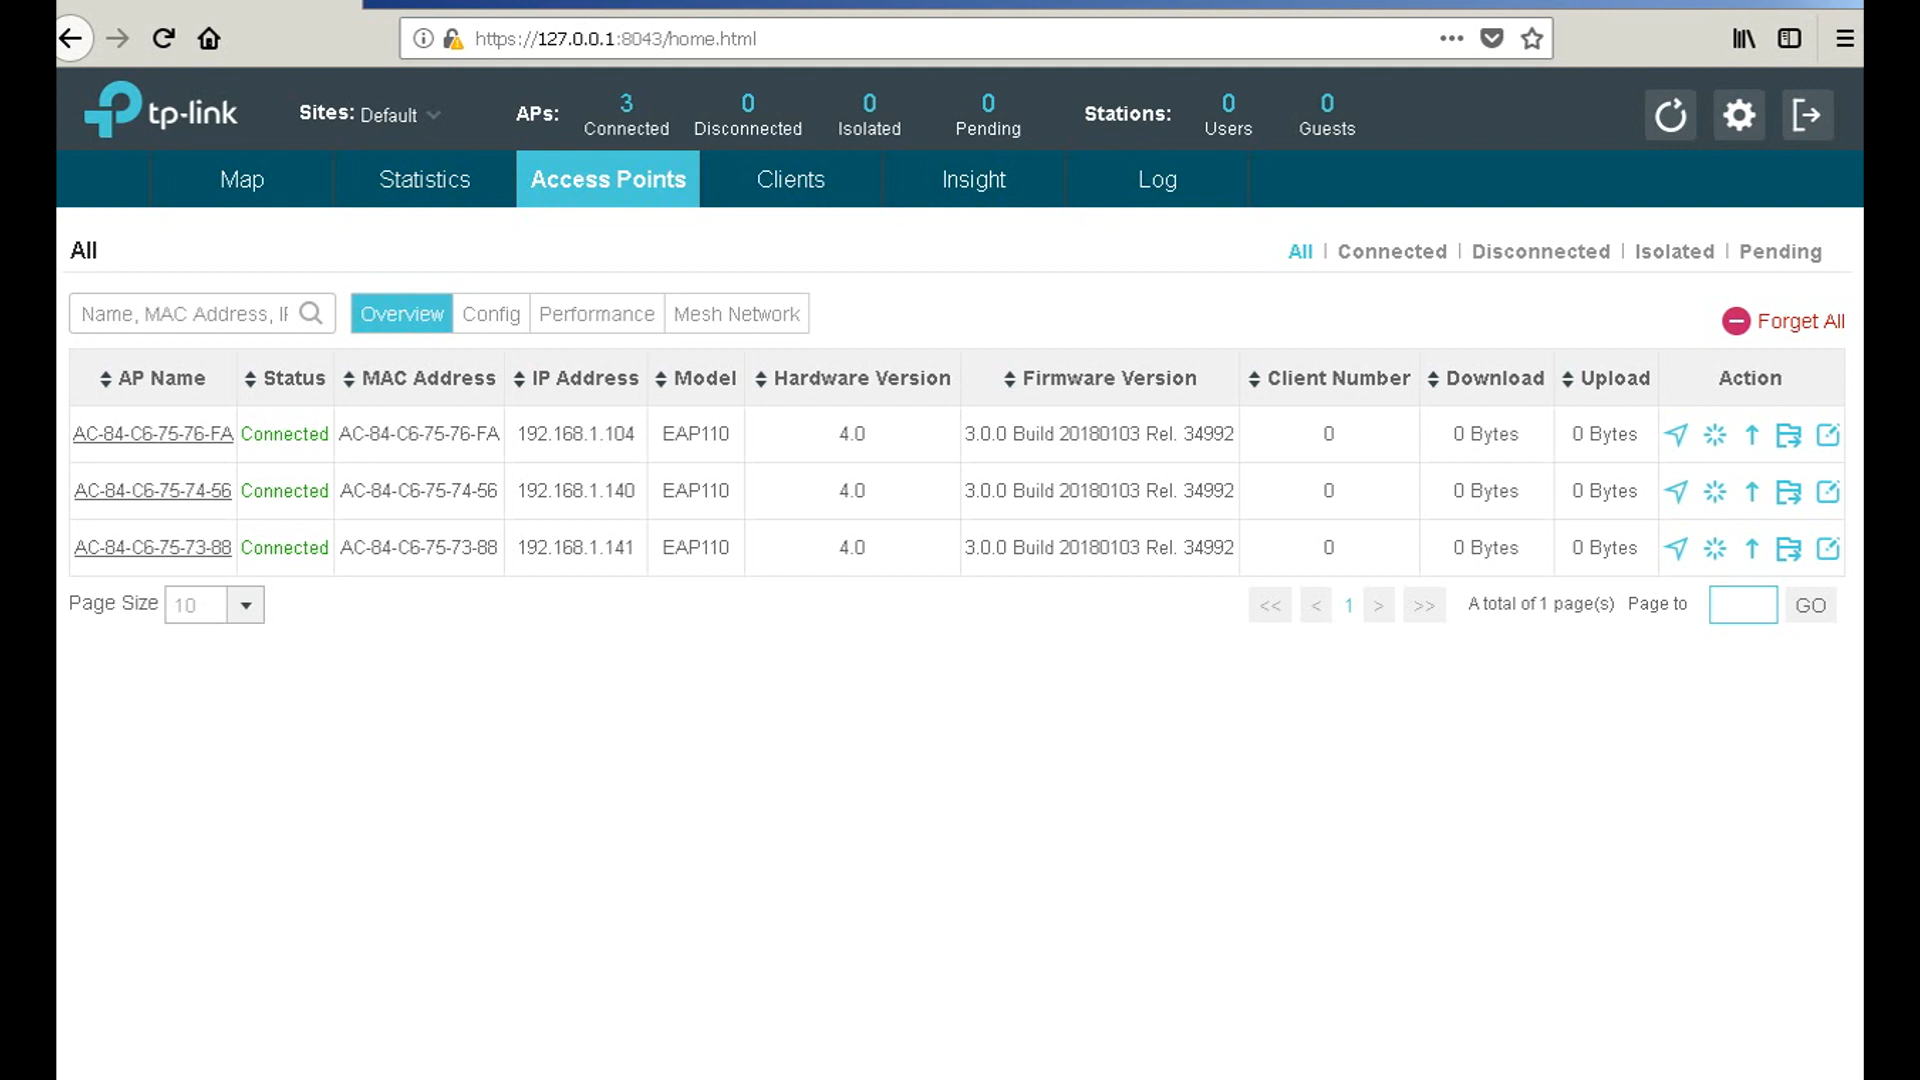 https://127.0.0.1:8043/home.html
tp-link Sites: Default APs: 3 Connected 0 Disconnected 0 Isolated 0 Pending Stations: 0 Users 0 Guests
Map Statistics Access Points Clients Insight Log
All All | Connected | Disconnected | Isolated | Pending
Name, MAC Address, IP Overview Config Performance Mesh Network Forget All
AP Name Status MAC Address IP Address Model Hardware Version Firmware Version Client Number Download Upload Action
AC-84-C6-75-76-FA Connected AC-84-C6-75-76-FA 192.168.1.104 EAP110 4.0 3.0.0 Build 20180103 Rel. 34992 0 0 Bytes 0 Bytes
AC-84-C6-75-74-56 Connected AC-84-C6-75-74-56 192.168.1.140 EAP110 4.0 3.0.0 Build 20180103 Rel. 34992 0 0 Bytes 0 Bytes
AC-84-C6-75-73-88 Connected AC-84-C6-75-73-88 192.168.1.141 EAP110 4.0 3.0.0 Build 20180103 Rel. 34992 0 0 Bytes 0 Bytes
Page Size 10 << < 1 > >> A total of 1 page(s) Page to GO